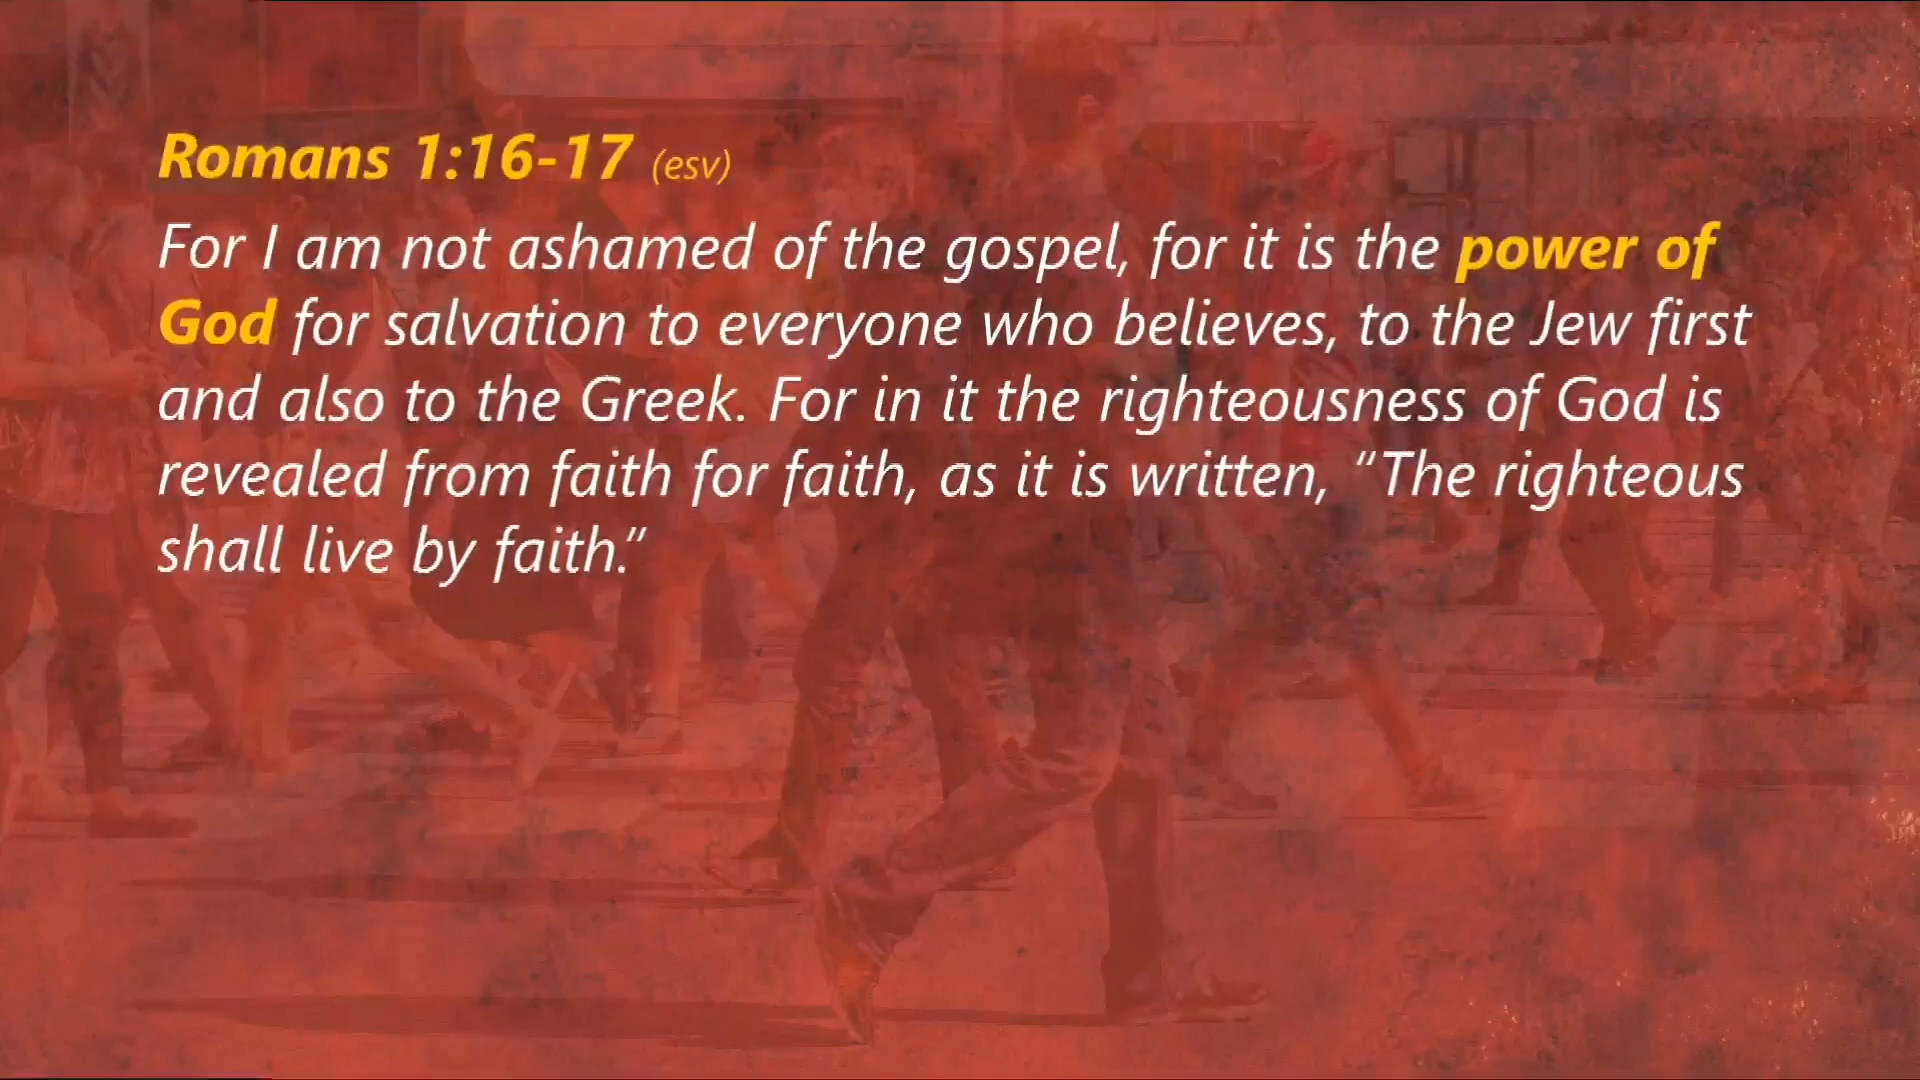 Romans 1:16-17 (esv)
For I am not ashamed of the gospel, for it is the power of
God for salvation to everyone who believes, to the Jew first
and also to the Greek. For in it the righteousness of God is
revealed from faith for faith, as it is written, “The righteous
shall live by faith.”